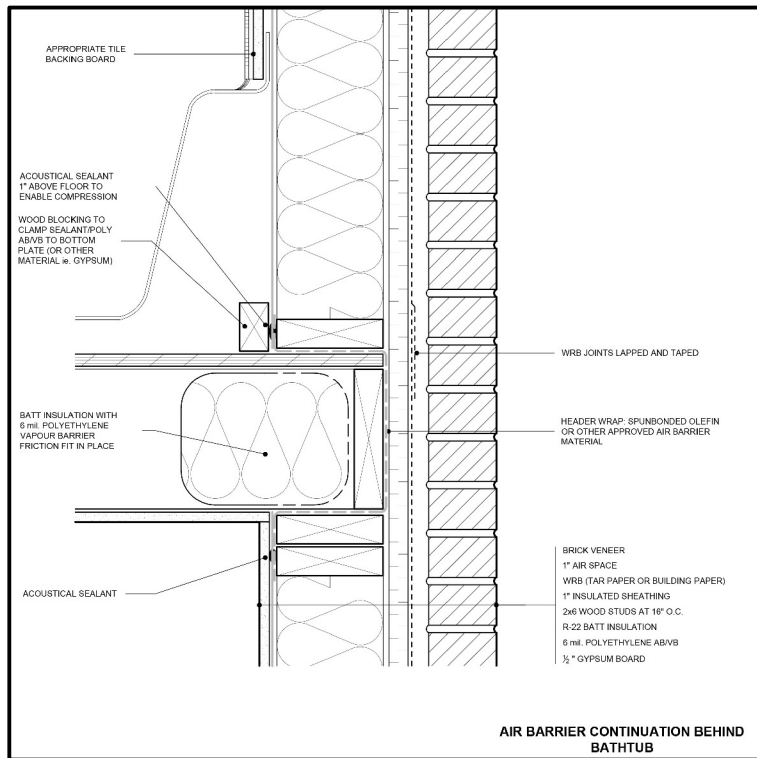 APPROPRIATE TILE
BACKING BOARD
ACOUSTICAL SEALANT
1" ABOVE FLOOR TO
ENABLE COMPRESSION
WOOD BLOCKING TO
CLAMP SEALANT/POLY
AB/VB TO BOTTOM
PLATE (OR OTHER
MATERIAL ie. GYPSUM)
WRB JOINTS LAPPED AND TAPED
BATT INSULATION WITH
6 mil. POLYETHYLENE
VAPOUR BARRIER
FRICTION FIT IN PLACE
HEADER WRAP: SPUNBONDED OLEFIN
OR OTHER APPROVED AIR BARRIER
MATERIAL
ACOUSTICAL SEALANT
BRICK VENEER
1" AIR SPACE
WRB (TAR PAPER OR BUILDING PAPER)
1" INSULATED SHEATHING
2x6 WOOD STUDS AT 16" O.C.
R-22 BATT INSULATION
6 mil. POLYETHYLENE AB/VB
½ " GYPSUM BOARD
AIR BARRIER CONTINUATION BEHIND
BATHTUB